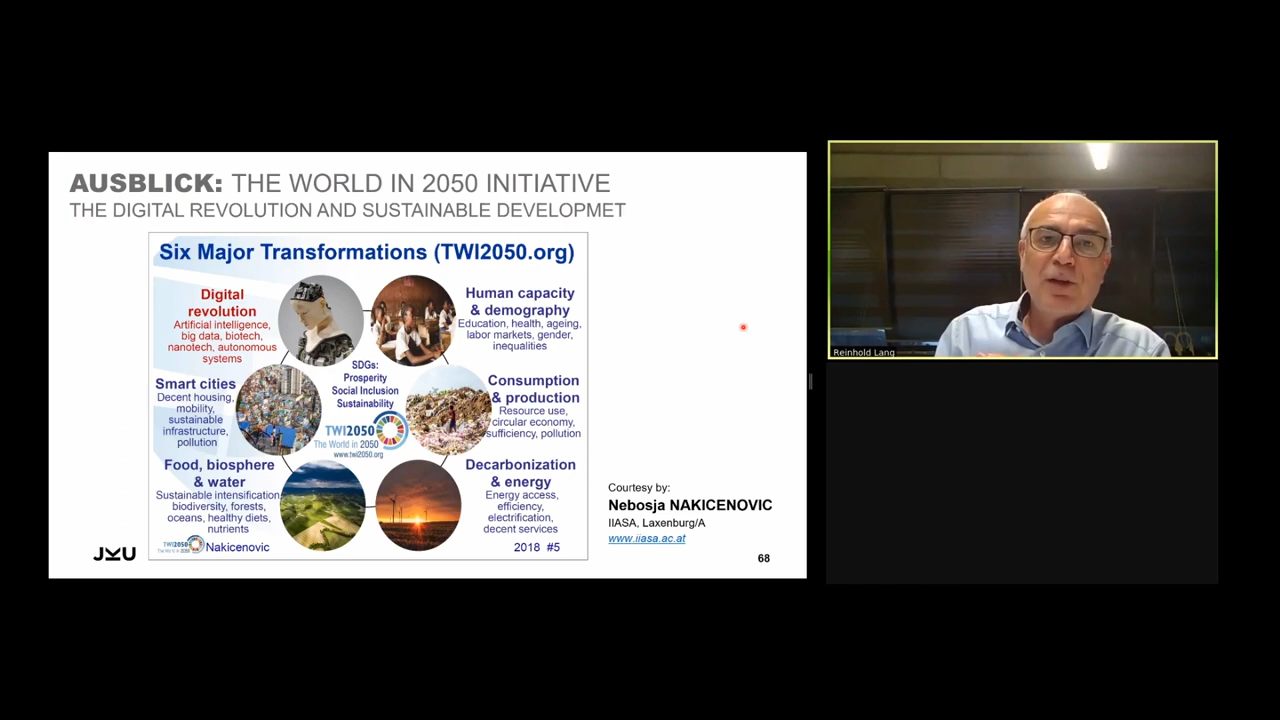 AUSBLICK: THE WORLD IN 2050 INITIATIVE
THE DIGITAL REVOLUTION AND SUSTAINABLE DEVELOPMET
Six Major Transformations (TWI2050.org)
Digital
revolution
Artificial intelligence,
big data, biotech,
nanotech, autonomous
systems
Human capacity
& demography
Education, health, ageing,
labor markets, gender,
inequalities
SDGs:
Prosperity
Social Inclusion
Sustainability
TWI2050
The World in 2050
www.twi2050.org
Smart cities
Decent housing,
mobility,
sustainable
infrastructure,
pollution
Consumption
& production
Resource use,
circular economy,
sufficiency, pollution
Food, biosphere
& water
Sustainable intensification,
biodiversity, forests,
oceans, healthy diets,
nutrients
Decarbonization
& energy
Energy access,
efficiency,
electrification,
decent services
TWI2050
The World in 2050
Nakicenovic
2018 #5
Courtesy by:
Nebosja NAKICENOVIC
IIASA, Laxenburg/A
www.iiasa.ac.at
JKU
68
Reinhold Lang